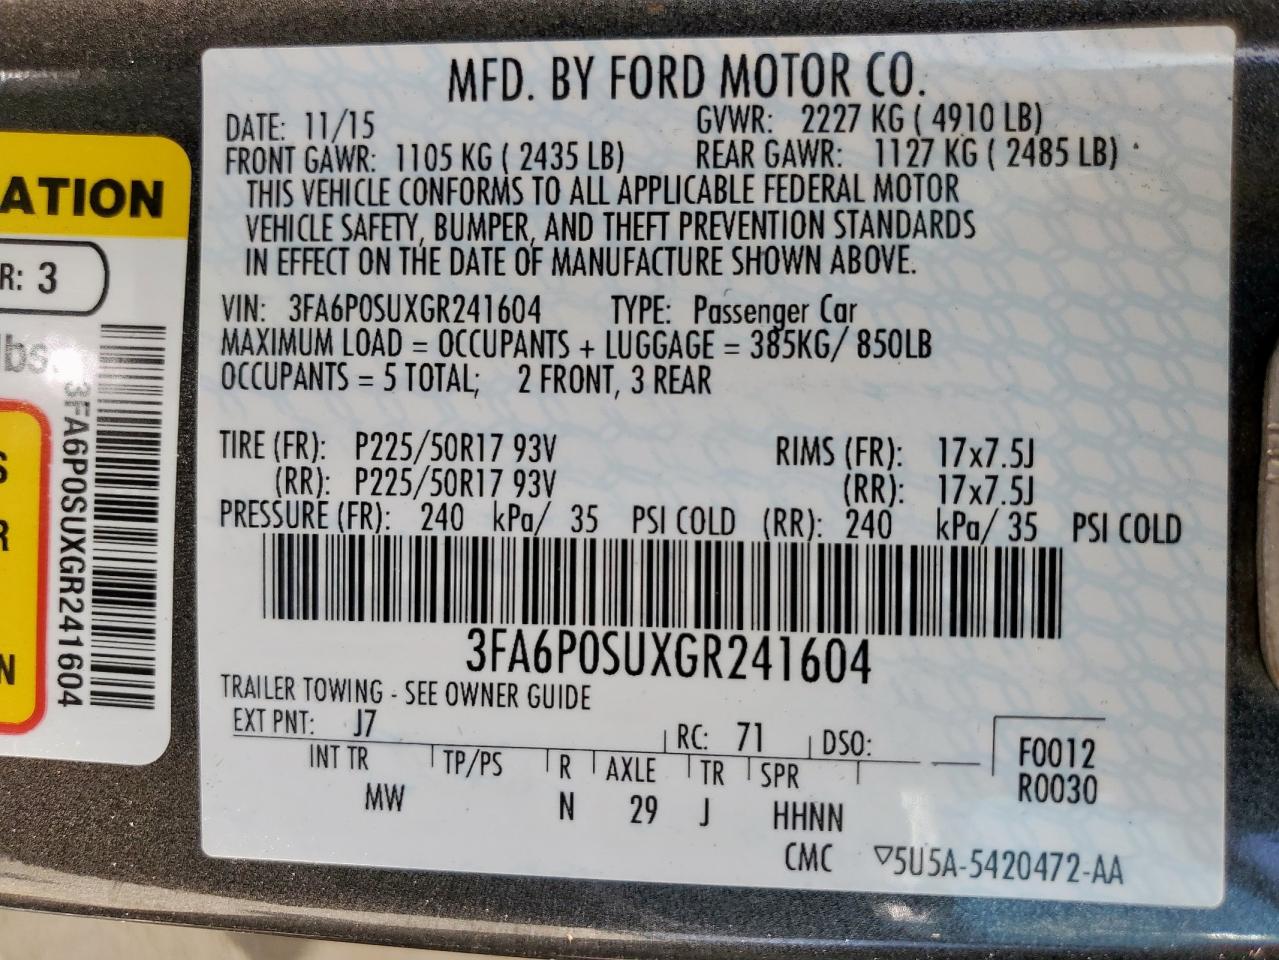 MFD. BY FORD MOTOR CO.
DATE: 11/15 GVWR: 2227 KG ( 4910 LB)
FRONT GAWR: 1105 KG ( 2435 LB) REAR GAWR: 1127 KG ( 2485 LB)
THIS VEHICLE CONFORMS TO ALL APPLICABLE FEDERAL MOTOR
VEHICLE SAFETY, BUMPER, AND THEFT PREVENTION STANDARDS
IN EFFECT ON THE DATE OF MANUFACTURE SHOWN ABOVE.
VIN: 3FA6P0SUXGR241604 TYPE: Passenger Car
MAXIMUM LOAD = OCCUPANTS + LUGGAGE = 385KG/ 850LB
OCCUPANTS = 5 TOTAL; 2 FRONT, 3 REAR
TIRE (FR): P225/50R17 93V RIMS (FR): 17x7.5J
(RR): P225/50R17 93V (RR): 17x7.5J
PRESSURE (FR): 240 kPa/ 35 PSI COLD (RR): 240 kPa/ 35 PSI COLD
3FA6P0SUXGR241604
TRAILER TOWING - SEE OWNER GUIDE
EXT PNT: J7 RC: 71 DSO: F0012
INT TR TP/PS R AXLE TR SPR R0030
MW N 29 J HHNN
CMC ▽5U5A-5420472-AA
ATION
R: 3
lbs.
3FA6P0SUXGR241604
S
R
N